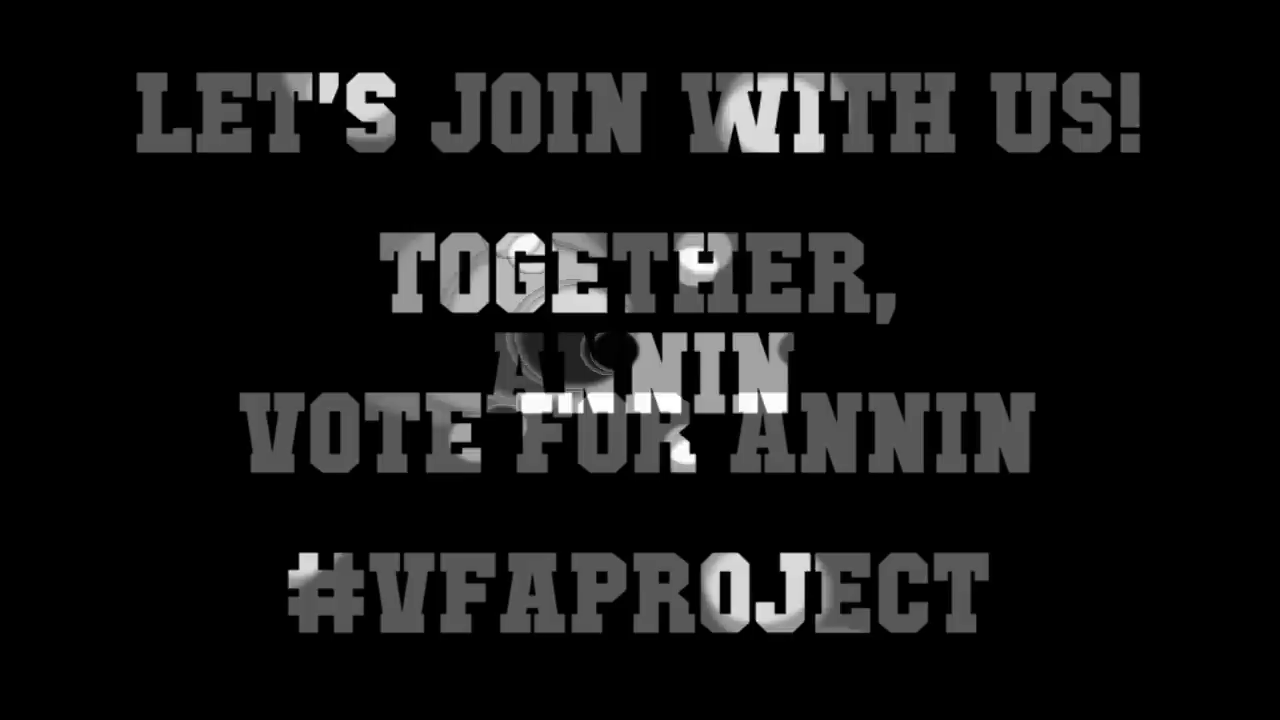 LET'S JOIN WITH US!
TOGETHER,
ANNIN
VOTE FOR ANNIN
#VFAPROJECT